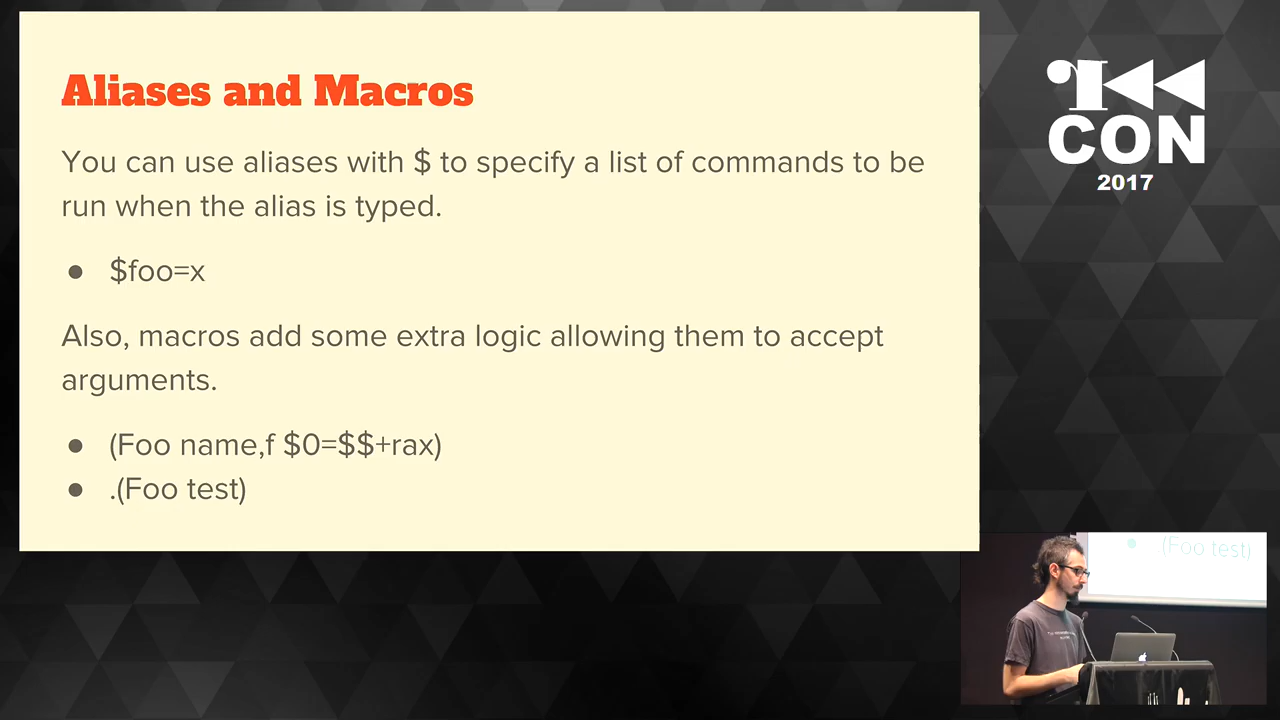 Aliases and Macros
You can use aliases with $ to specify a list of commands to be
run when the alias is typed.
● $foo=x
Also, macros add some extra logic allowing them to accept
arguments.
● (Foo name,f $0=$$+rax)
● .(Foo test)
CON
2017
● .(Foo test)